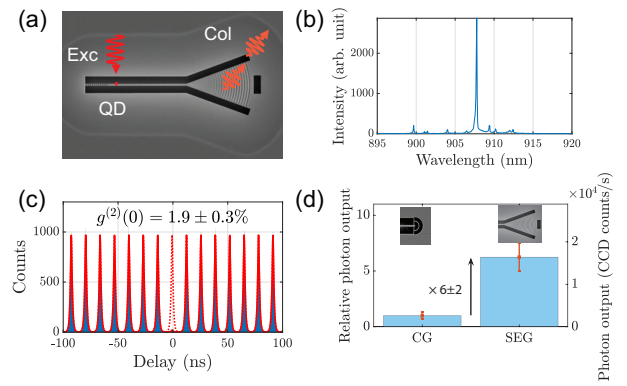 (a)
Exc
Col
QD
(b)
Intensity (arb. unit)
2000
1000
0
895
900
905
910
915
920
Wavelength (nm)
(c)
g⁽²⁾(0) = 1.9 ± 0.3%
Counts
1000
500
0
-100
-50
0
50
100
Delay (ns)
(d)
Relative photon output
10
5
0
×6±2
CG
SEG
×10⁴
2
1
0
Photon output (CCD counts/s)